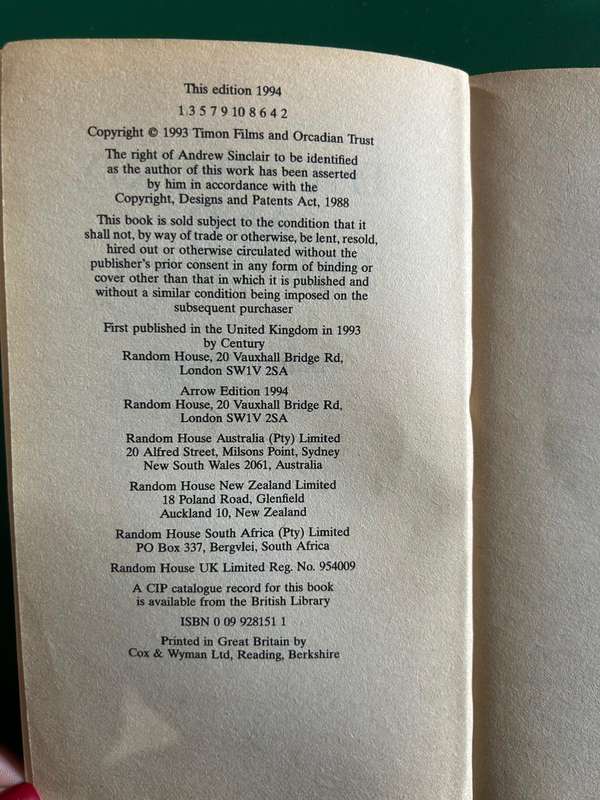 This edition 1994
1 3 5 7 9 10 8 6 4 2
Copyright © 1993 Timon Films and Orcadian Trust
The right of Andrew Sinclair to be identified
as the author of this work has been asserted
by him in accordance with the
Copyright, Designs and Patents Act, 1988
This book is sold subject to the condition that it
shall not, by way of trade or otherwise, be lent, resold,
hired out or otherwise circulated without the
publisher's prior consent in any form of binding or
cover other than that in which it is published and
without a similar condition being imposed on the
subsequent purchaser
First published in the United Kingdom in 1993
by Century
Random House, 20 Vauxhall Bridge Rd,
London SW1V 2SA
Arrow Edition 1994
Random House, 20 Vauxhall Bridge Rd,
London SW1V 2SA
Random House Australia (Pty) Limited
20 Alfred Street, Milsons Point, Sydney
New South Wales 2061, Australia
Random House New Zealand Limited
18 Poland Road, Glenfield
Auckland 10, New Zealand
Random House South Africa (Pty) Limited
PO Box 337, Bergvlei, South Africa
Random House UK Limited Reg. No. 954009
A CIP catalogue record for this book
is available from the British Library
ISBN 0 09 928151 1
Printed in Great Britain by
Cox & Wyman Ltd, Reading, Berkshire